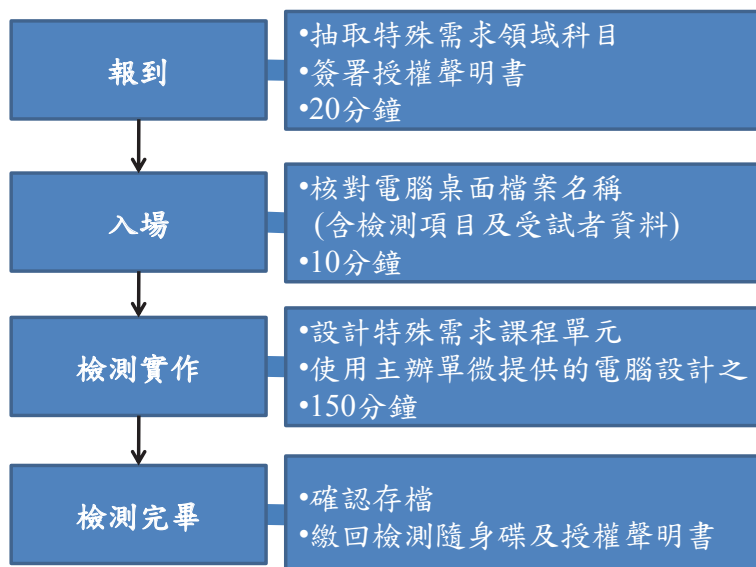 報到
•抽取特殊需求領域科目
•簽署授權聲明書
•20分鐘
入場
•核對電腦桌面檔案名稱
(含檢測項目及受試者資料)
•10分鐘
檢測實作
•設計特殊需求課程單元
•使用主辦單微提供的電腦設計之
•150分鐘
檢測完畢
•確認存檔
•繳回檢測隨身碟及授權聲明書